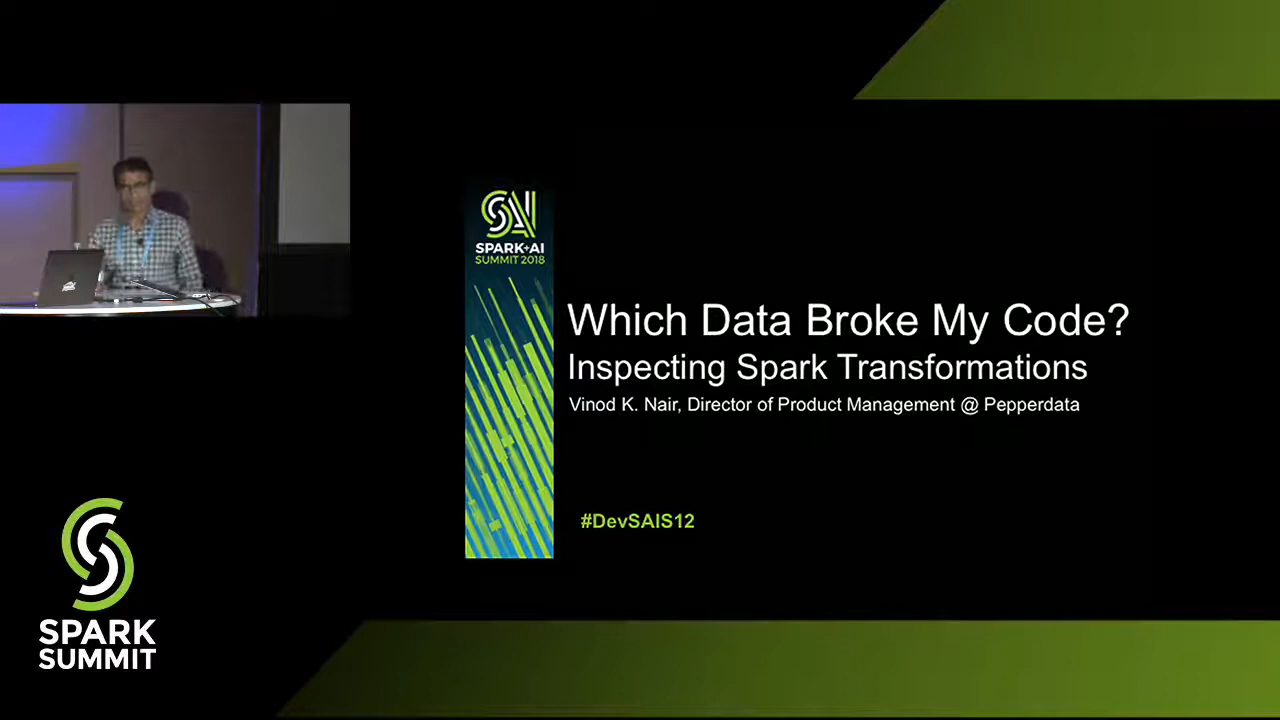 SAI
SPARK+AI
SUMMIT 2018
Which Data Broke My Code?
Inspecting Spark Transformations
Vinod K. Nair, Director of Product Management @ Pepperdata
#DevSAIS12
SPARK
SUMMIT